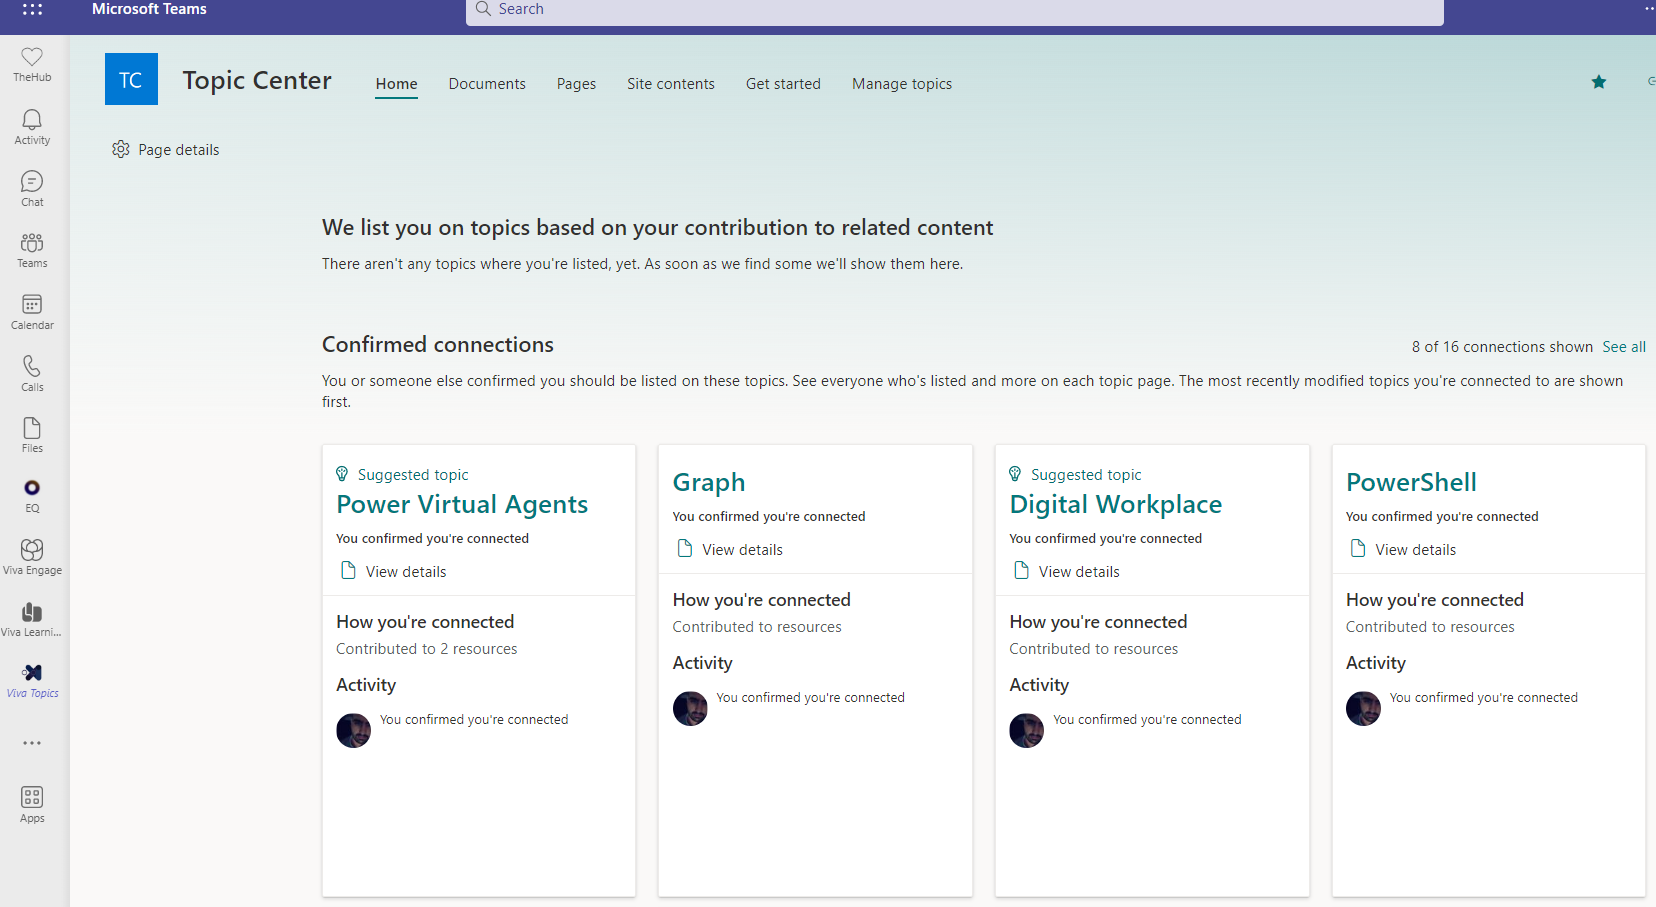 Microsoft Teams
Search
TheHub
Activity
Chat
Teams
Calendar
Calls
Files
EQ
Viva Engage
Viva Learni...
Viva Topics
Apps
TC
Topic Center
Home
Documents
Pages
Site contents
Get started
Manage topics
Page details
We list you on topics based on your contribution to related content
There aren't any topics where you're listed, yet. As soon as we find some we'll show them here.
Confirmed connections
8 of 16 connections shown See all
You or someone else confirmed you should be listed on these topics. See everyone who's listed and more on each topic page. The most recently modified topics you're connected to are shown
first.
Suggested topic
Power Virtual Agents
You confirmed you're connected
View details
How you're connected
Contributed to 2 resources
Activity
You confirmed you're connected
Graph
You confirmed you're connected
View details
How you're connected
Contributed to resources
Activity
You confirmed you're connected
Suggested topic
Digital Workplace
You confirmed you're connected
View details
How you're connected
Contributed to resources
Activity
You confirmed you're connected
PowerShell
You confirmed you're connected
View details
How you're connected
Contributed to resources
Activity
You confirmed you're connected